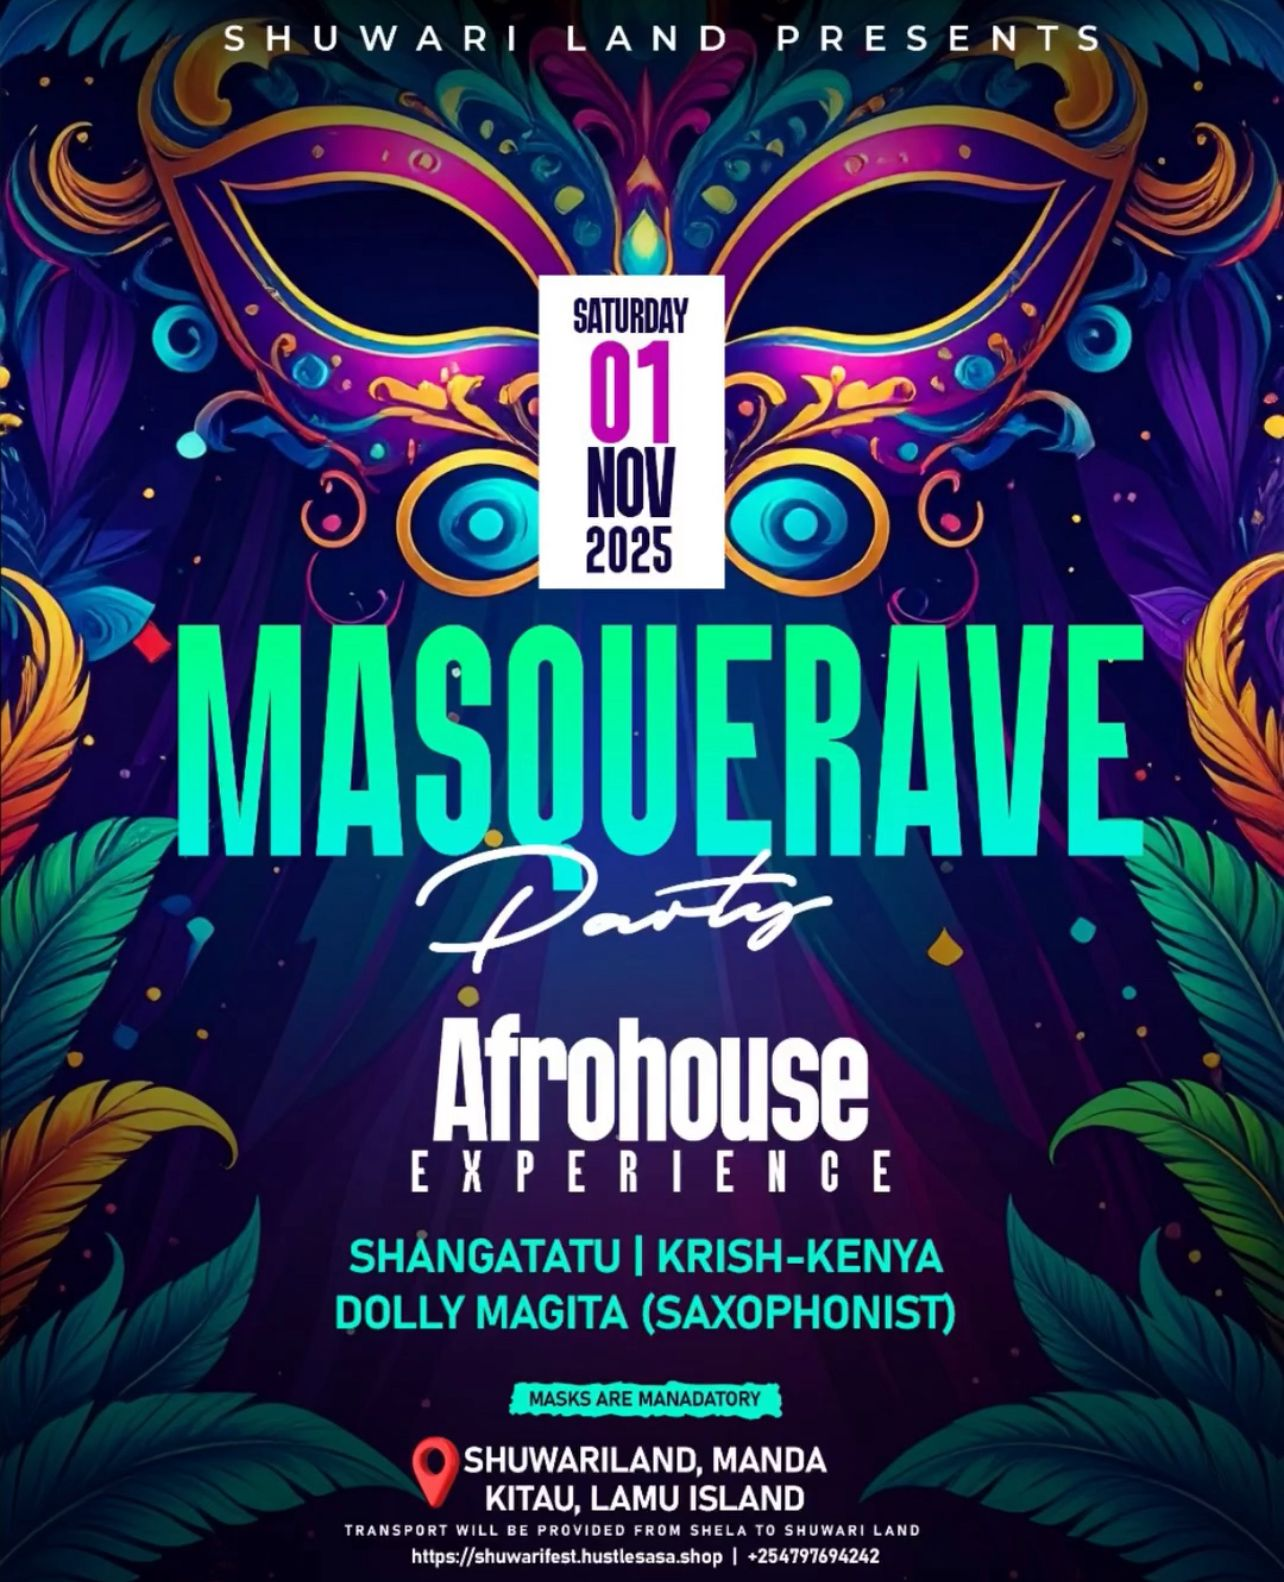 SHUWARI LAND PRESENTS
SATURDAY
01
NOV
2025
MASQUERAVE
Party
Afrohouse
EXPERIENCE
SHANGATATU | KRISH-KENYA
DOLLY MAGITA (SAXOPHONIST)
MASKS ARE MANADATORY
SHUWARILAND, MANDA
KITAU, LAMU ISLAND
TRANSPORT WILL BE PROVIDED FROM SHELA TO SHUWARI LAND
https://shuwarifest.hustlesasa.shop | +254797694242